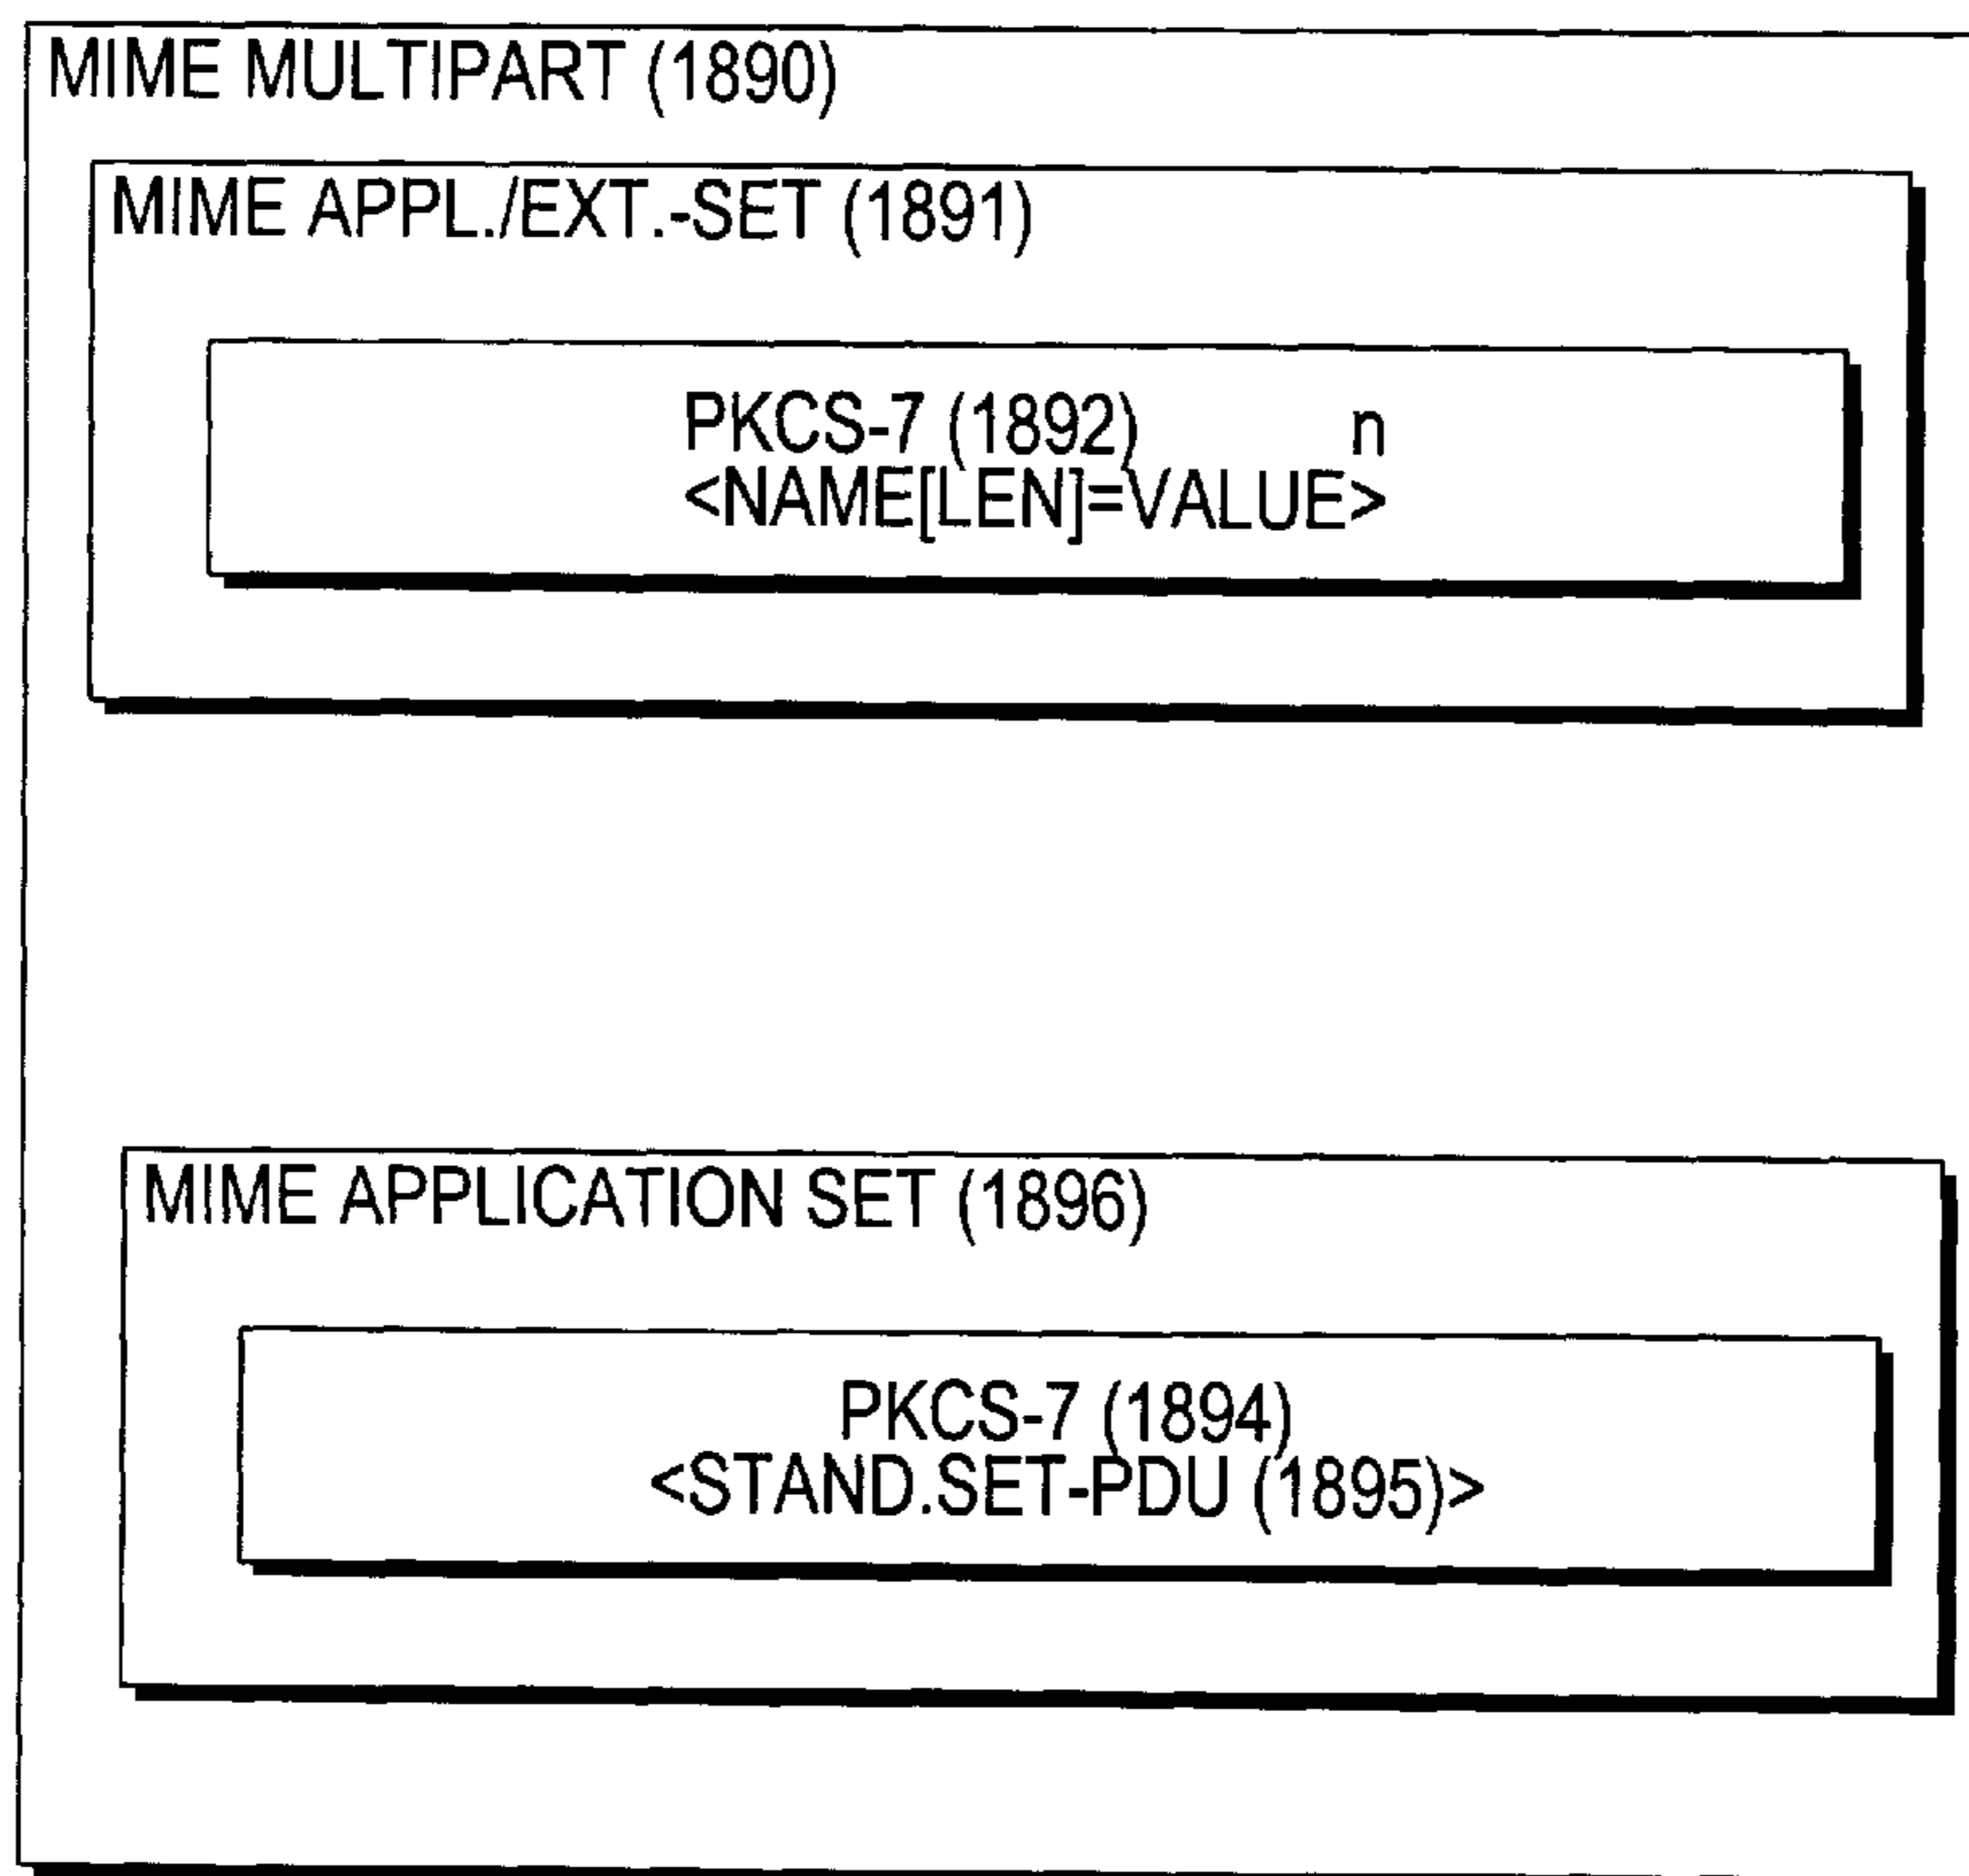 MIME MULTIPART (1890)
MIME APPL./EXT.-SET (1891)
PKCS-7 (1892) n
<NAME[LEN]=VALUE>
MIME APPLICATION SET (1896)
PKCS-7 (1894)
<STAND.SET-PDU (1895)>